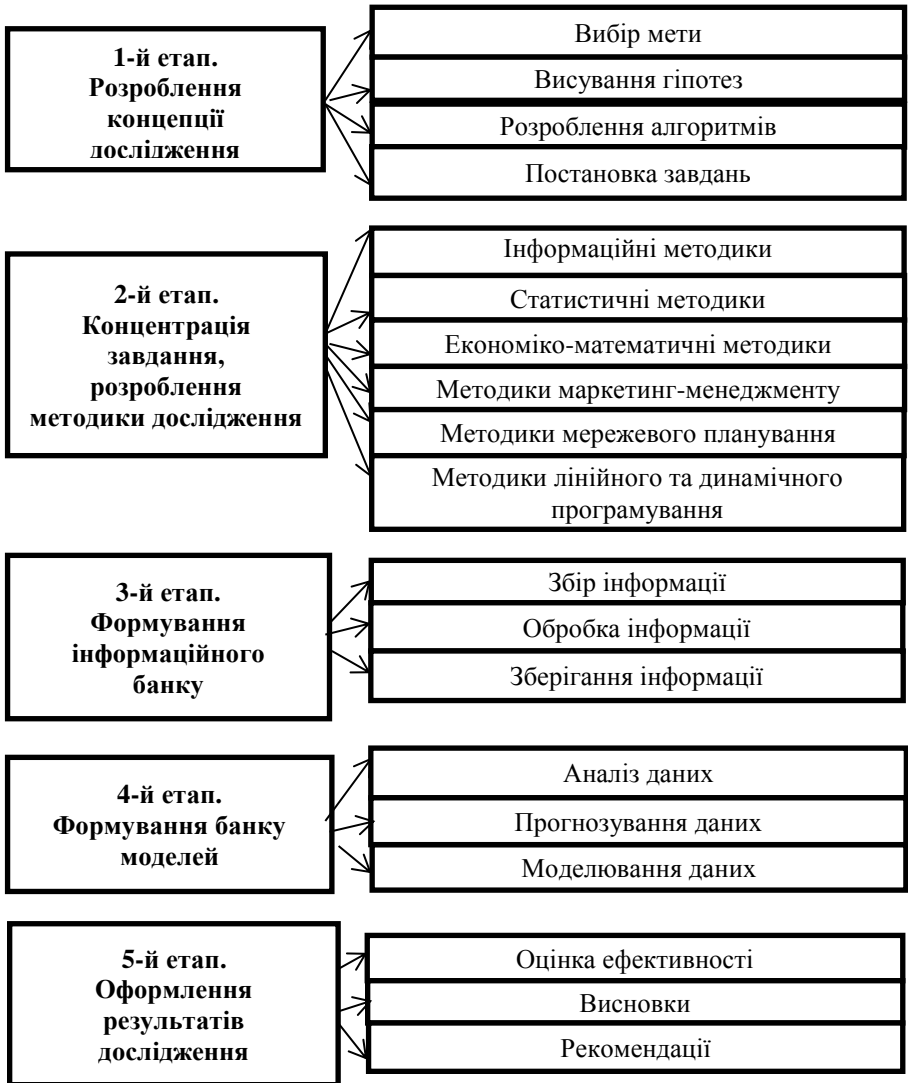 1-й етап.
Розроблення
концепції
дослідження
Вибір мети
Висування гіпотез
Розроблення алгоритмів
Постановка завдань
2-й етап.
Концентрація
завдання,
розроблення
методики дослідження
Інформаційні методики
Статистичні методики
Економіко-математичні методики
Методики маркетинг-менеджменту
Методики мережевого планування
Методики лінійного та динамічного
програмування
3-й етап.
Формування
інформаційного
банку
Збір інформації
Обробка інформації
Зберігання інформації
4-й етап.
Формування банку
моделей
Аналіз даних
Прогнозування даних
Моделювання даних
5-й етап.
Оформлення
результатів
дослідження
Оцінка ефективності
Висновки
Рекомендації